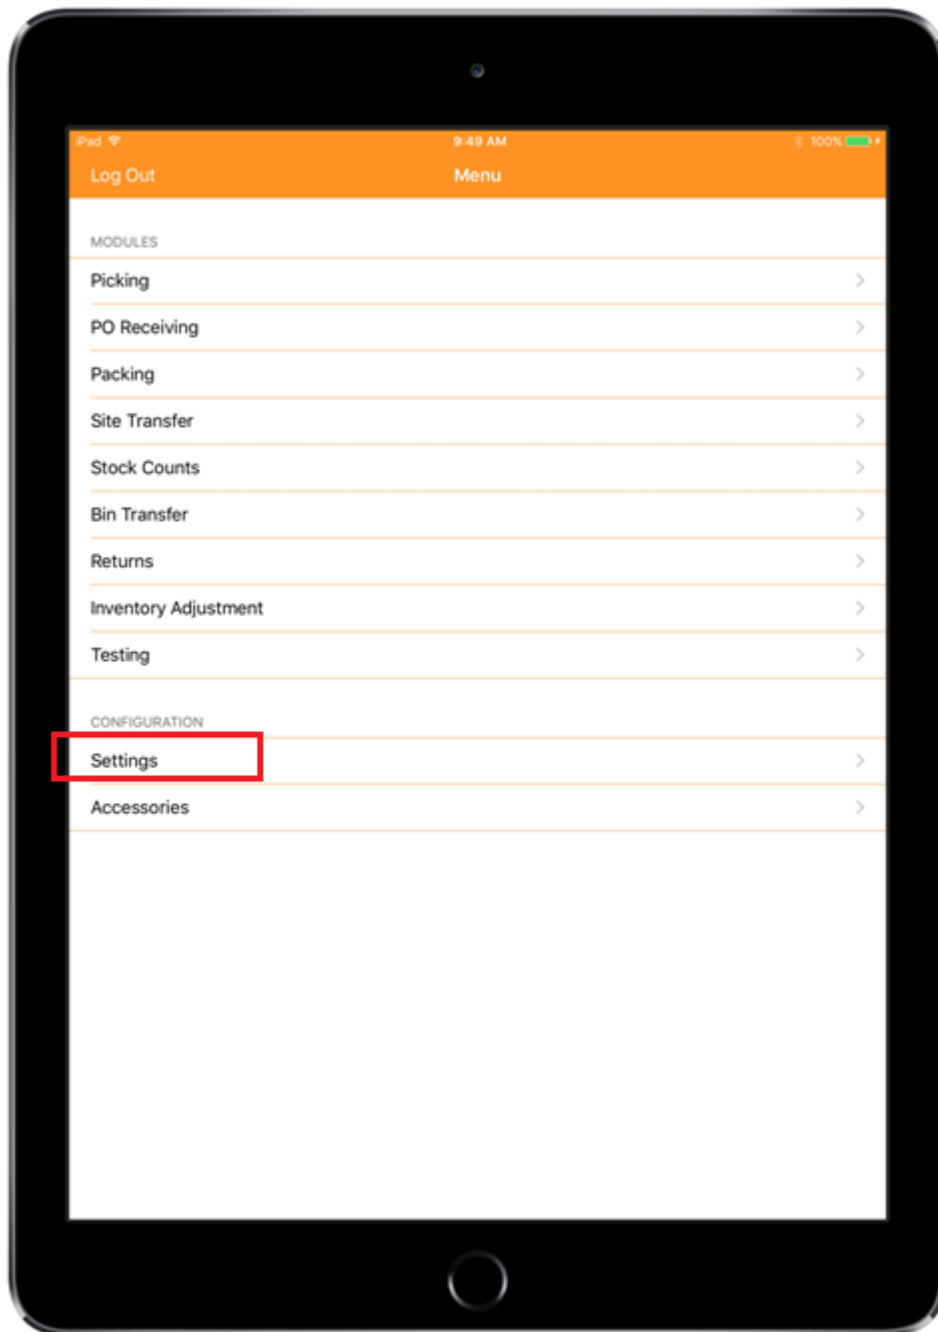 iPad 9:49 AM 100%
Log Out Menu
MODULES
Picking
PO Receiving
Packing
Site Transfer
Stock Counts
Bin Transfer
Returns
Inventory Adjustment
Testing
CONFIGURATION
Settings
Accessories